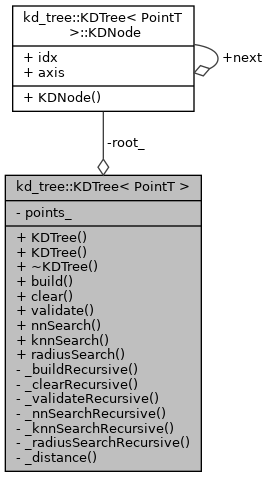 kd_tree::KDTree< PointT
>::KDNode
+ idx
+ axis
+next
+ KDNode()
-root_
kd_tree::KDTree< PointT >
- points_
+ KDTree()
+ KDTree()
+ ~KDTree()
+ build()
+ clear()
+ validate()
+ nnSearch()
+ knnSearch()
+ radiusSearch()
- _buildRecursive()
- _clearRecursive()
- _validateRecursive()
- _nnSearchRecursive()
- _knnSearchRecursive()
- _radiusSearchRecursive()
- _distance()